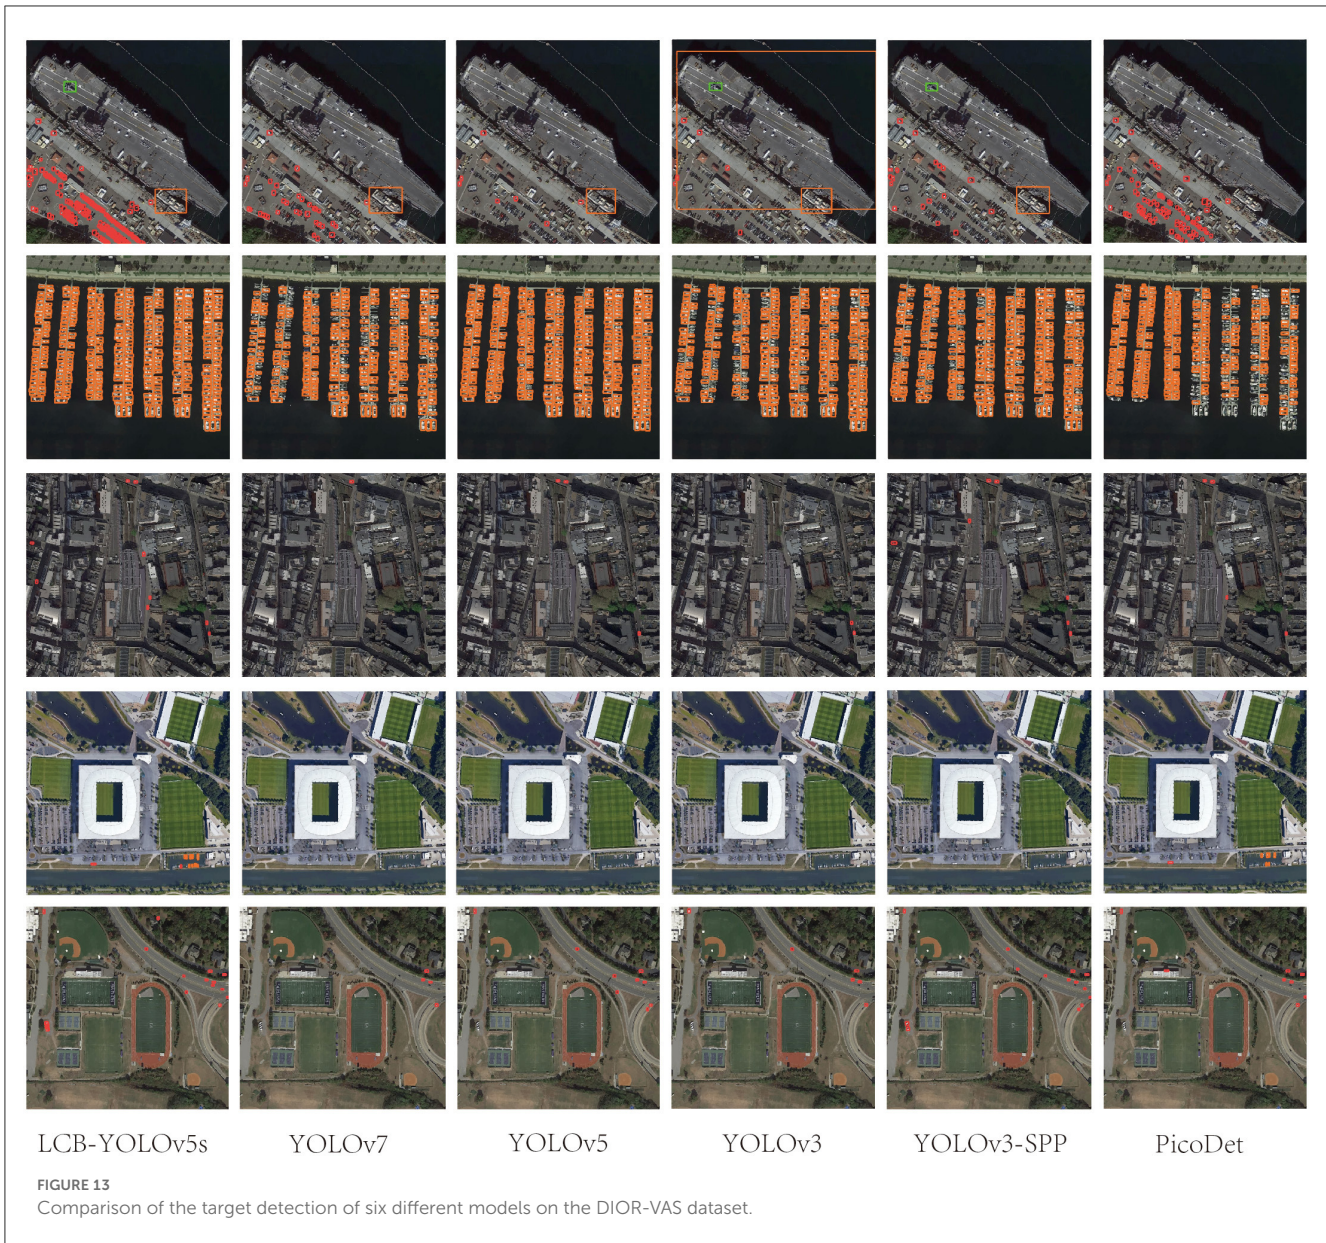 LCB-YOLOv5s YOLOv7 YOLOv5 YOLOv3 YOLOv3-SPP PicoDet
FIGURE 13
Comparison of the target detection of six different models on the DIOR-VAS dataset.